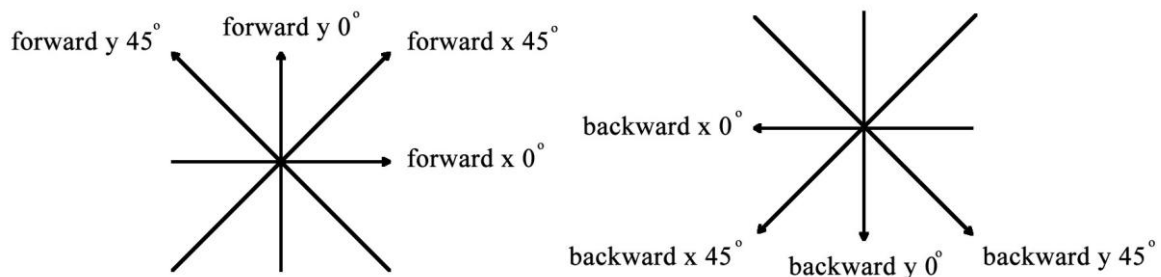 forward y 45°
forward y 0°
forward x 45°
forward x 0°
backward x 0°
backward x 45°
backward y 0°
backward y 45°